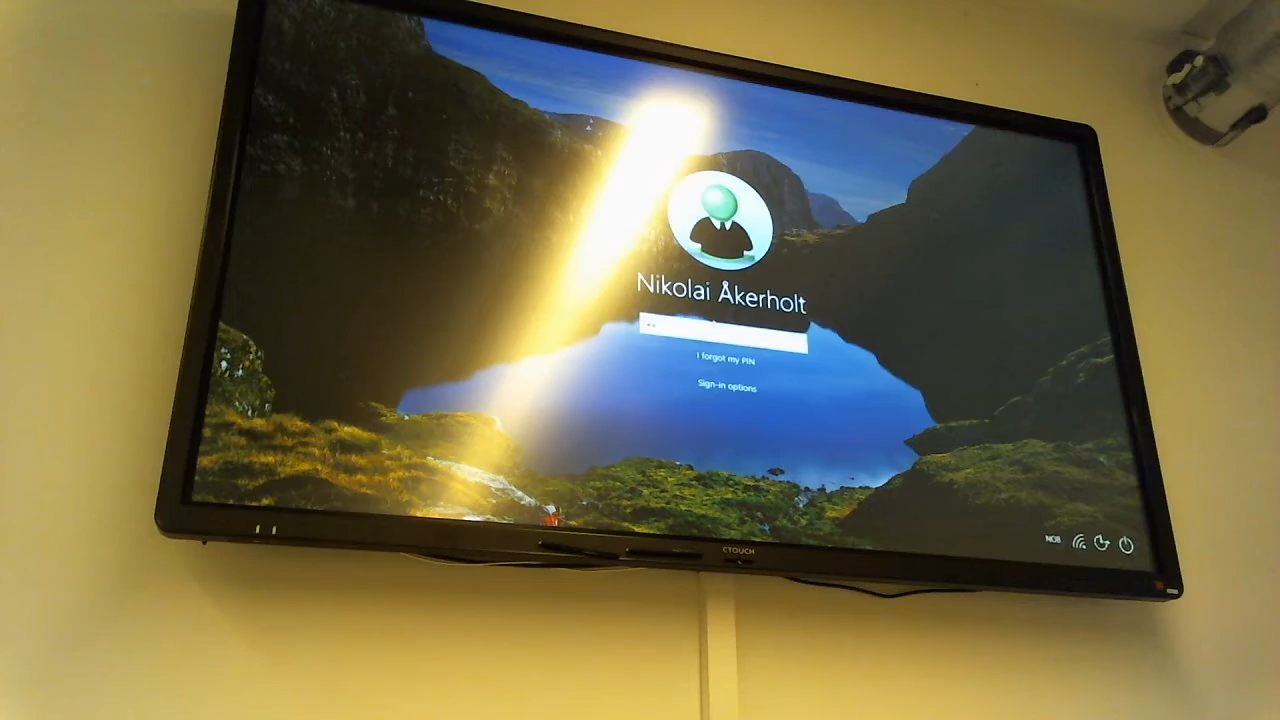 Nikolai Åkerholt
I forgot my PIN
Sign-in options
NOB
CTOUCH